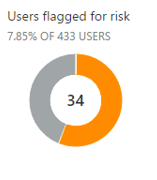 Users flagged for risk
7.85% OF 433 USERS
34